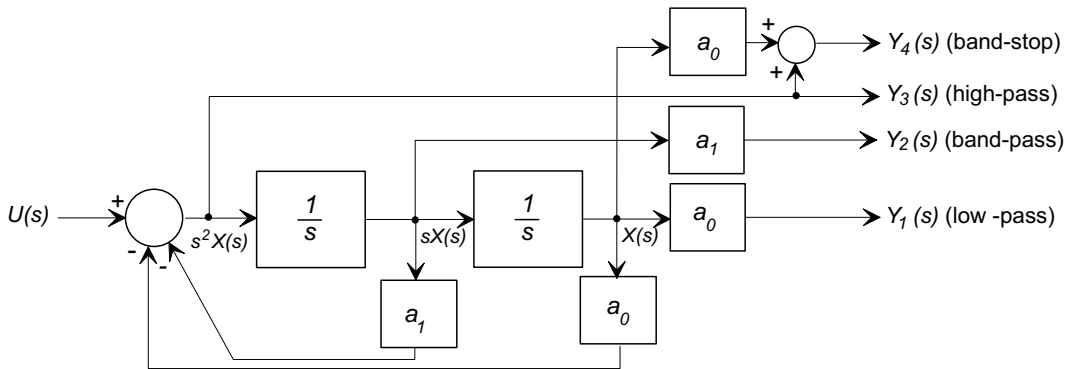 a0
+
+
Y4(s) (band-stop)
Y3(s) (high-pass)
a1
Y2(s) (band-pass)
U(s)
+
-
-
s²X(s)
1
s
sX(s)
1
s
X(s)
a0
Y1(s) (low -pass)
a1
a0